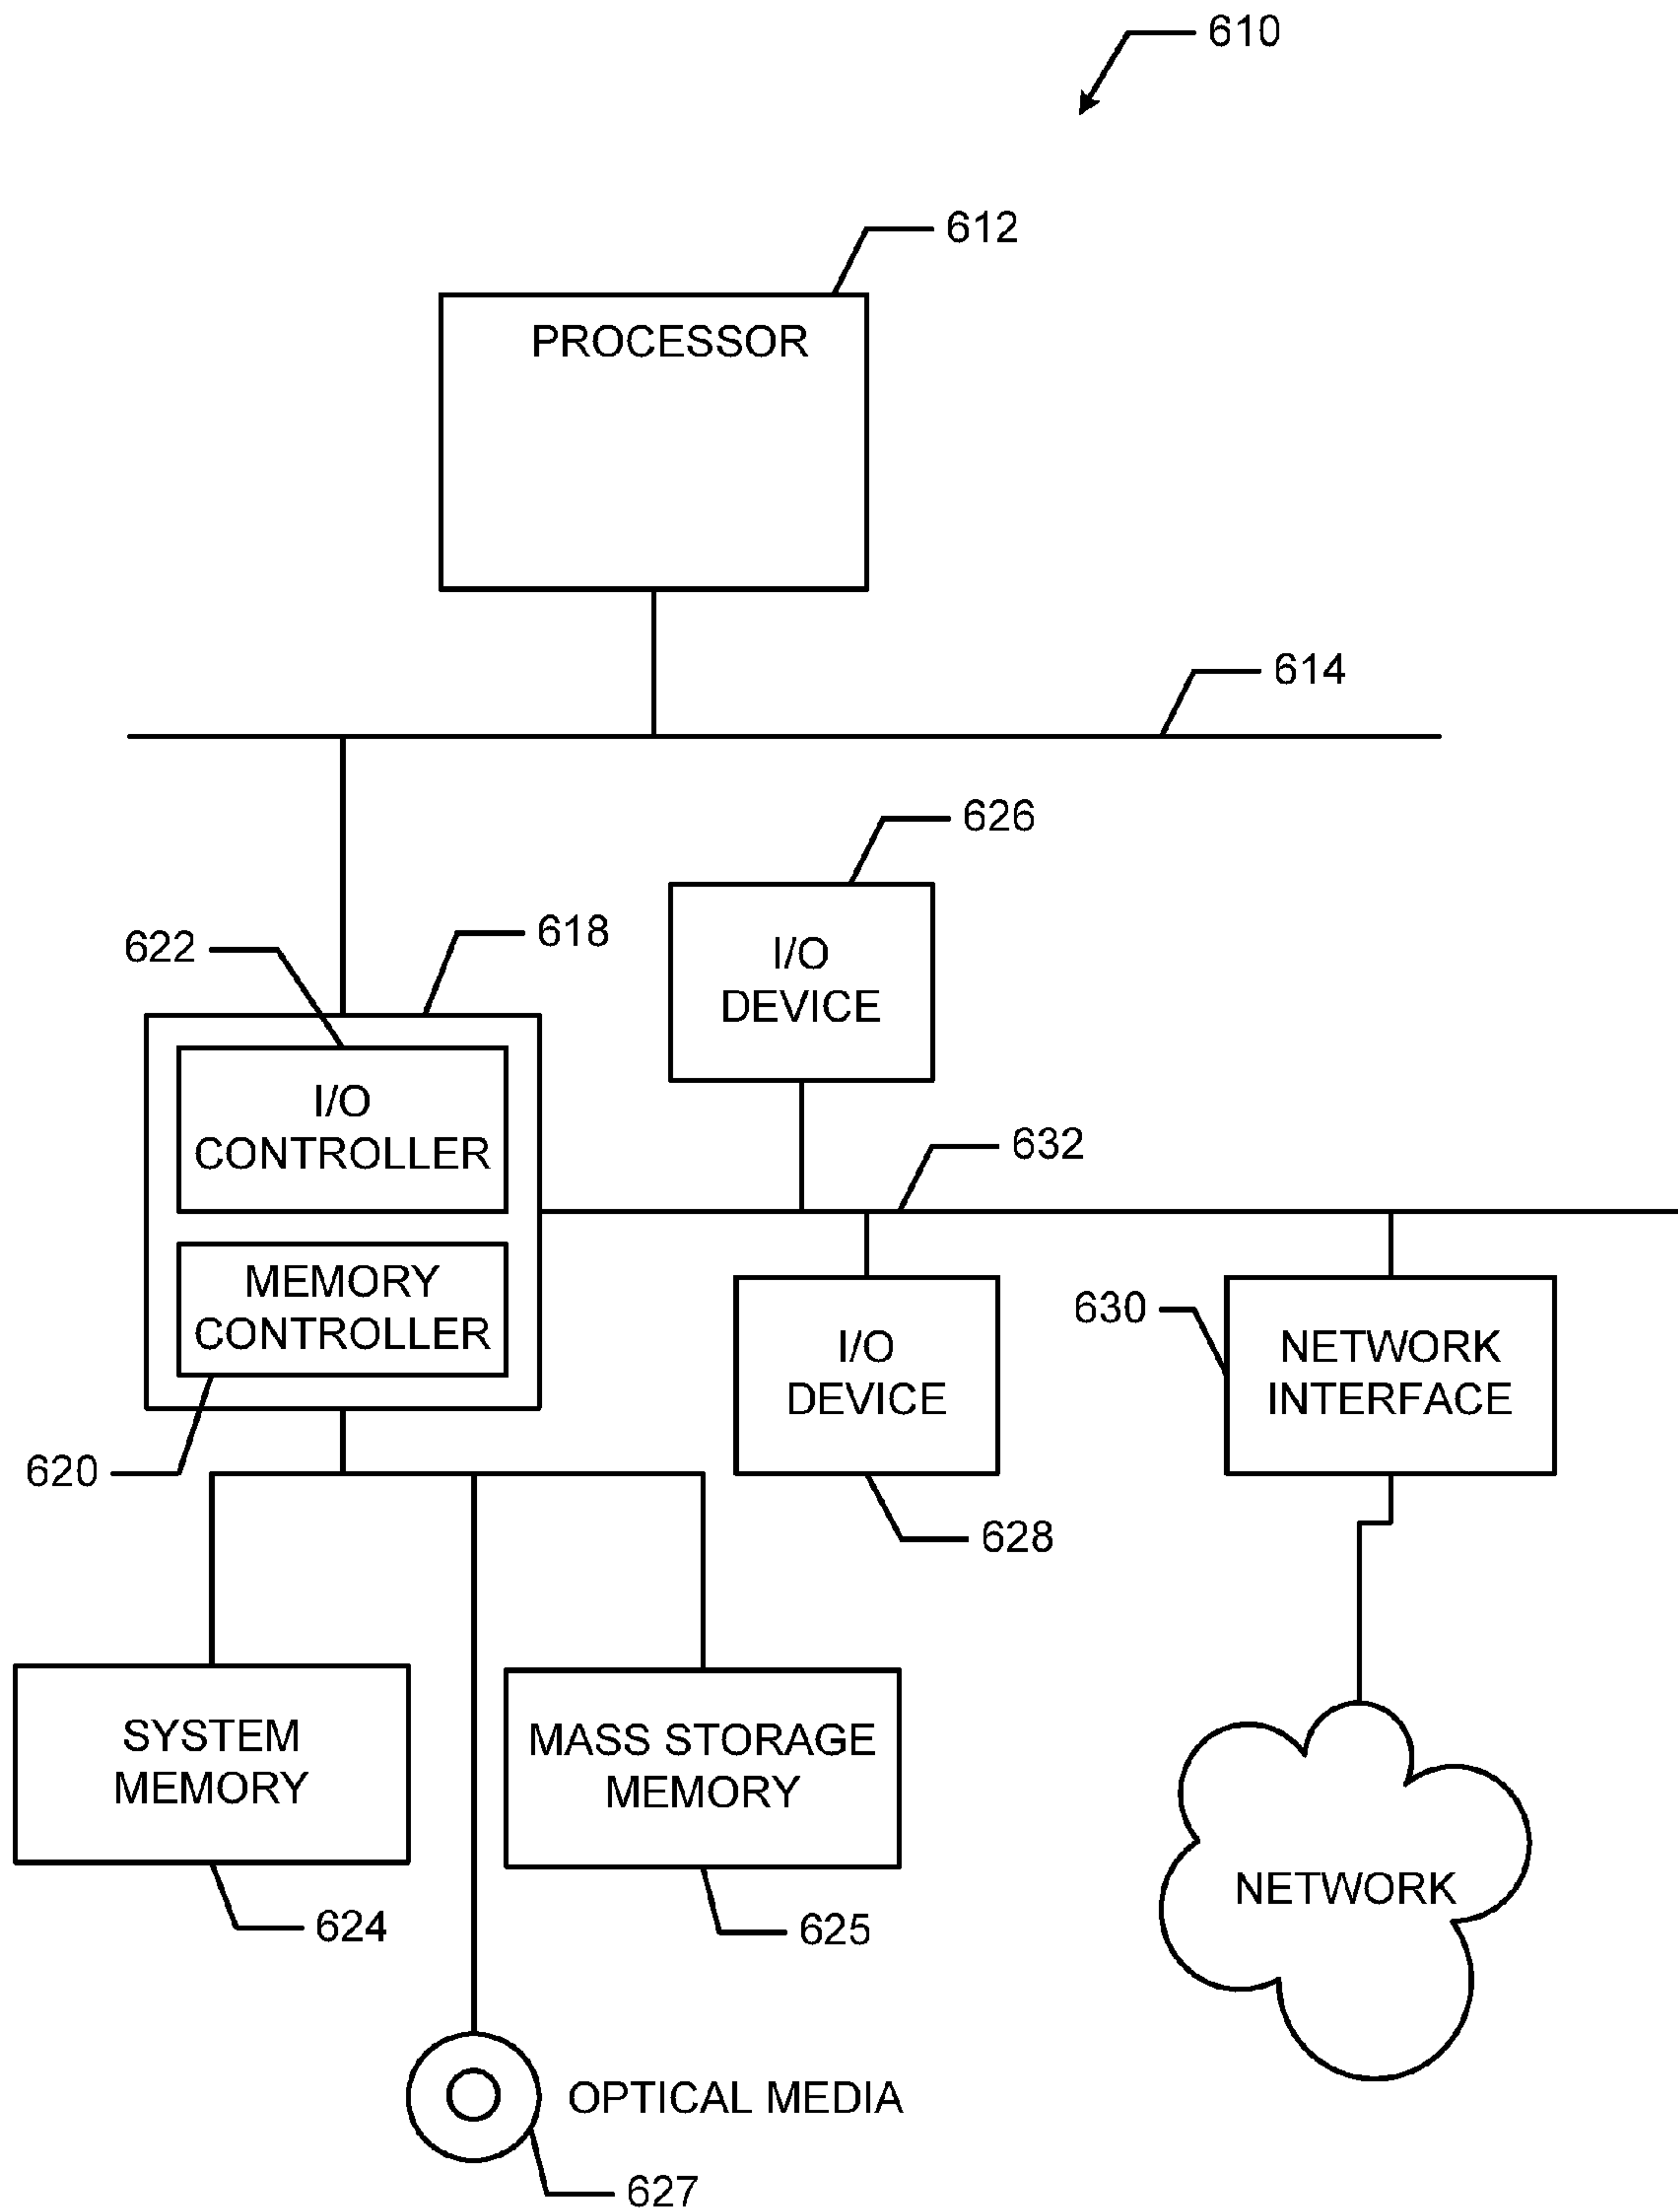 610
612
PROCESSOR
614
626
618
622
I/O
DEVICE
I/O
CONTROLLER
632
MEMORY
CONTROLLER
630
I/O
DEVICE
NETWORK
INTERFACE
620
628
SYSTEM
MEMORY
MASS STORAGE
MEMORY
NETWORK
624
625
OPTICAL MEDIA
627